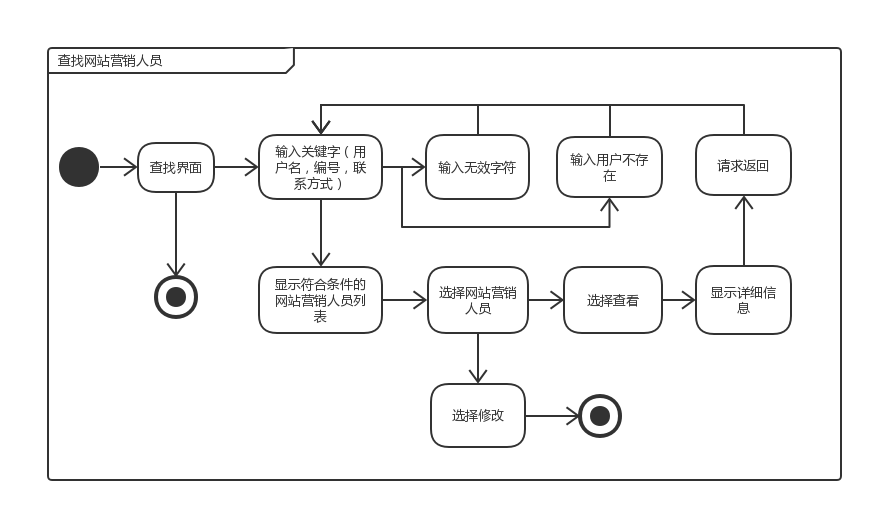 查找网站营销人员
查找界面
输入关键字（用
户名，编号，联
系方式）
输入无效字符
输入用户不存
在
请求返回
显示符合条件的
网站营销人员列
表
选择网站营销
人员
选择查看
显示详细信
息
选择修改